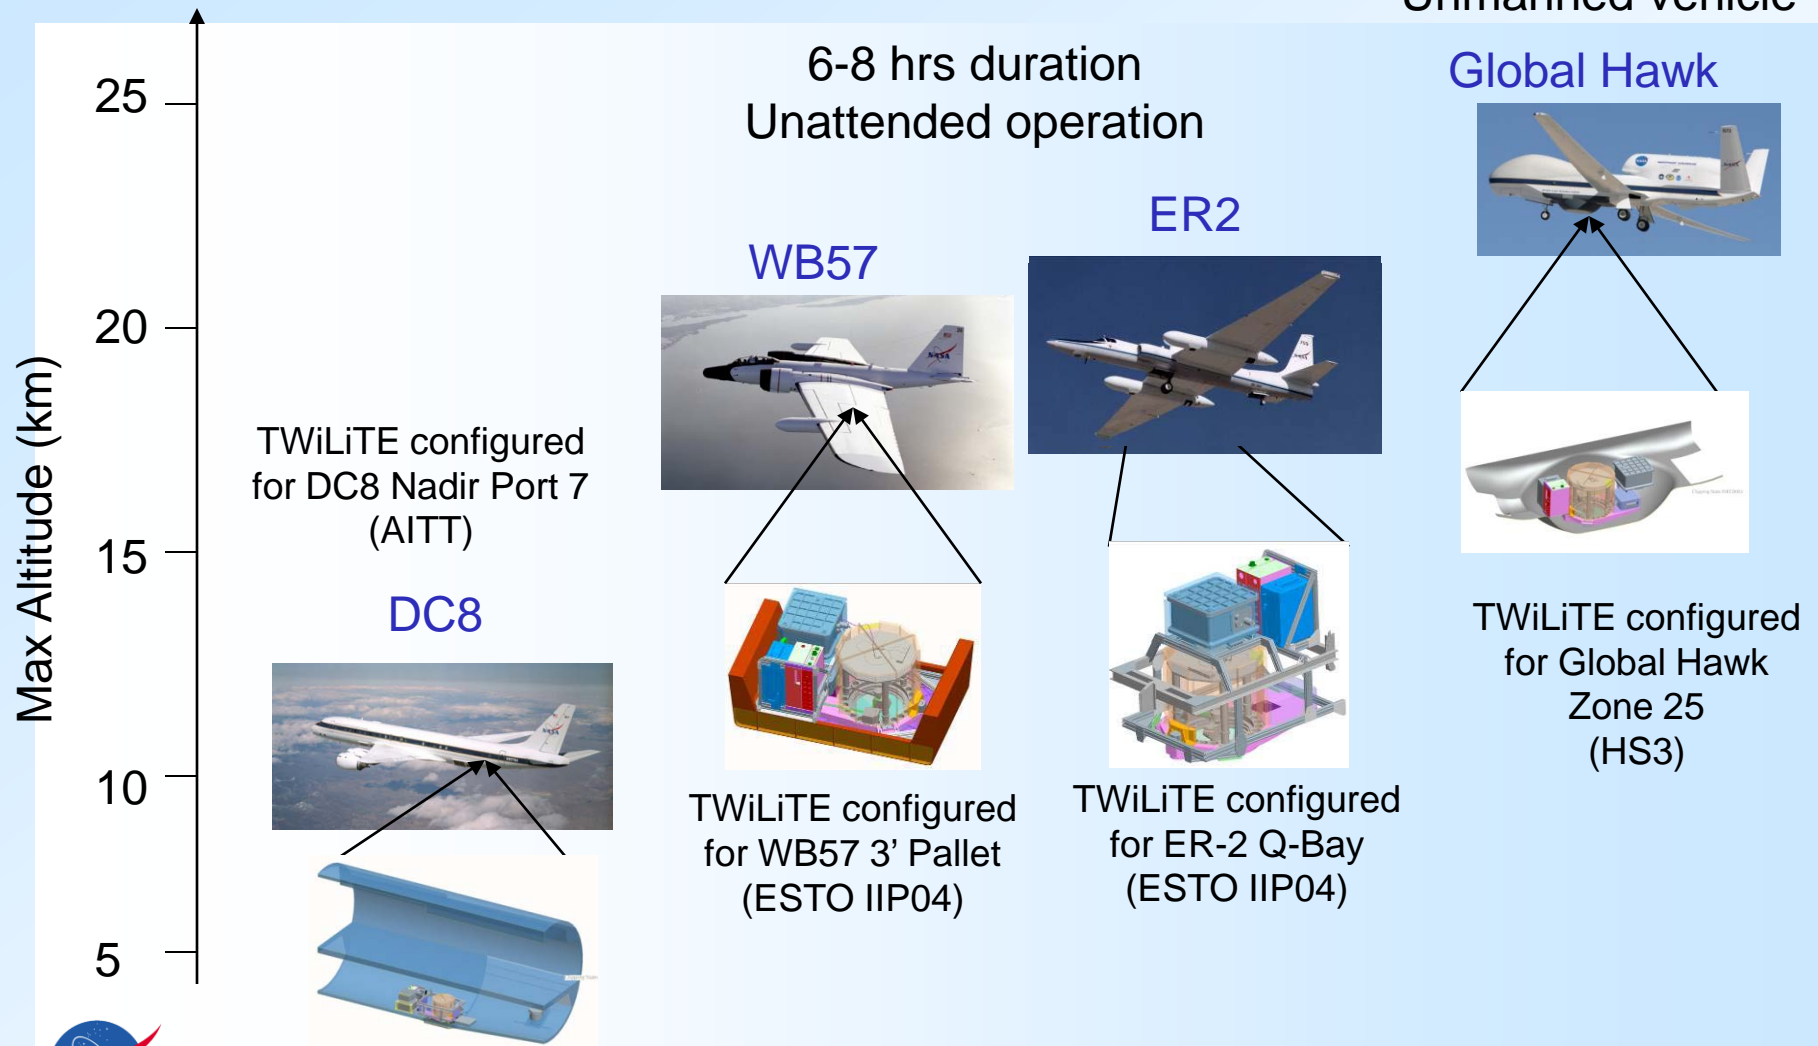 Unmanned vehicle
6-8 hrs duration
Unattended operation
Global Hawk
ER2
WB57
25
20
15
10
5
Max Altitude (km)
TWiLiTE configured
for DC8 Nadir Port 7
(AITT)
DC8
NASA
NASA
TWiLiTE configured
for WB57 3’ Pallet
(ESTO IIP04)
TWiLiTE configured
for ER-2 Q-Bay
(ESTO IIP04)
TWiLiTE configured
for Global Hawk
Zone 25
(HS3)